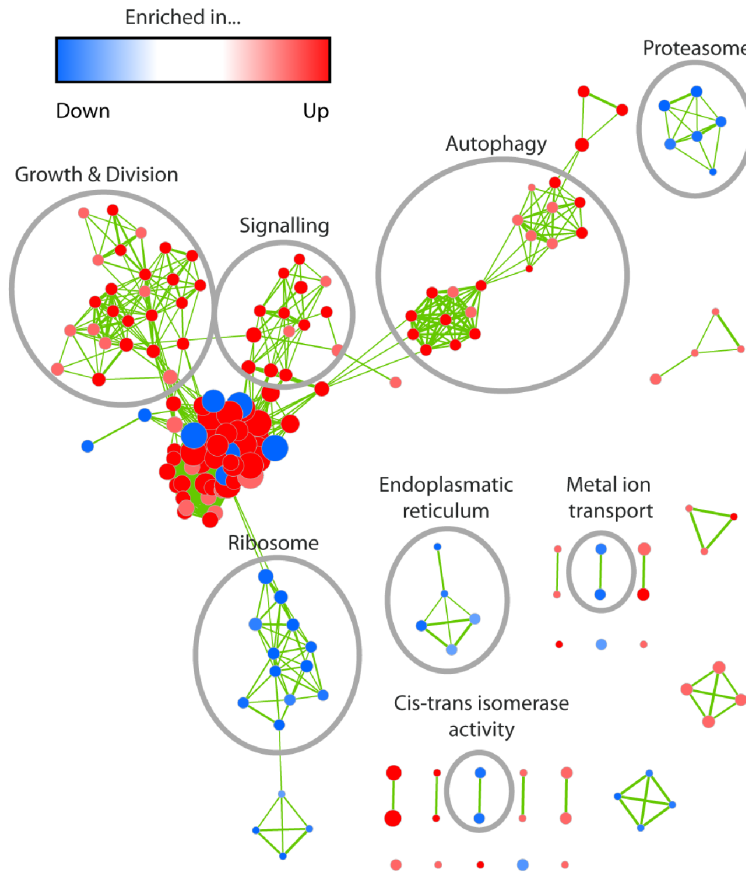 Enriched in...
Down Up
Proteasome
Autophagy
Growth & Division
Signalling
Endoplasmatic
reticulum
Metal ion
transport
Ribosome
Cis-trans isomerase
activity